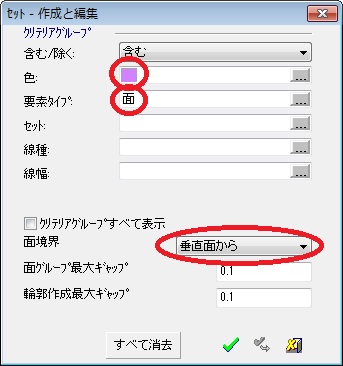 ｾｯﾄ - 作成と編集
ｸﾘﾃﾘｱｸﾞﾙｰﾌﾟ
含む/除く: 含む
色: ...
要素ﾀｲﾌﾟ: 面 ...
ｾｯﾄ: ...
線種: ...
線幅: ...
ｸﾘﾃﾘｱｸﾞﾙｰﾌﾟすべて表示
面境界 垂直面から
面ｸﾞﾙｰﾌﾟ最大ｷﾞｬｯﾌﾟ 0.1
輪郭作成最大ｷﾞｬｯﾌﾟ 0.1
すべて消去